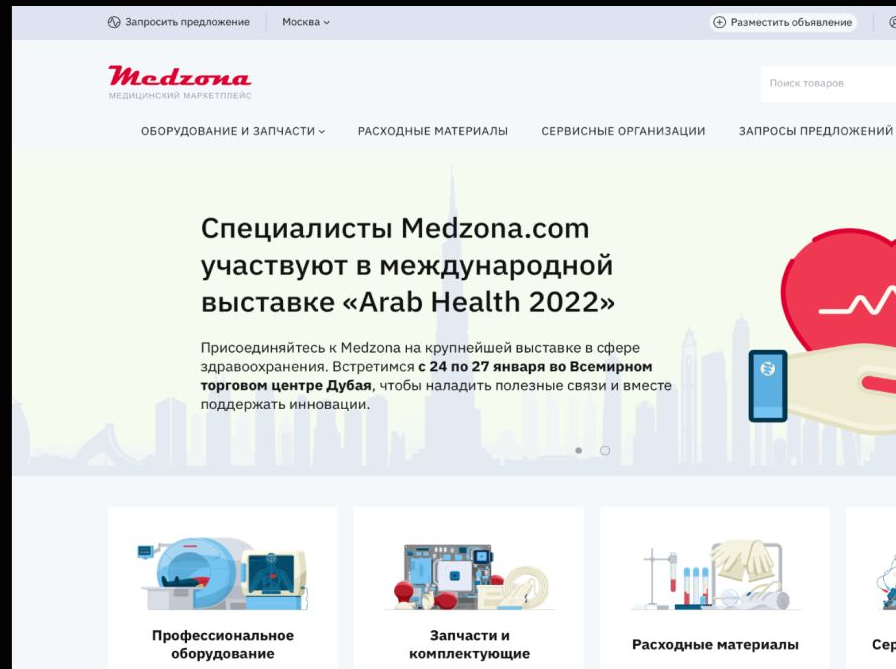 Запросить предложение
Москва
Разместить объявление
Medzona
МЕДИЦИНСКИЙ МАРКЕТПЛЕЙС
Поиск товаров
ОБОРУДОВАНИЕ И ЗАПЧАСТИ
РАСХОДНЫЕ МАТЕРИАЛЫ
СЕРВИСНЫЕ ОРГАНИЗАЦИИ
ЗАПРОСЫ ПРЕДЛОЖЕНИЙ
Специалисты Medzona.com
участвуют в международной
выставке «Arab Health 2022»
Присоединяйтесь к Medzona на крупнейшей выставке в сфере
здравоохранения. Встретимся с 24 по 27 января во Всемирном
торговом центре Дубая, чтобы наладить полезные связи и вместе
поддержать инновации.
Профессиональное
оборудование
Запчасти и
комплектующие
Расходные материалы